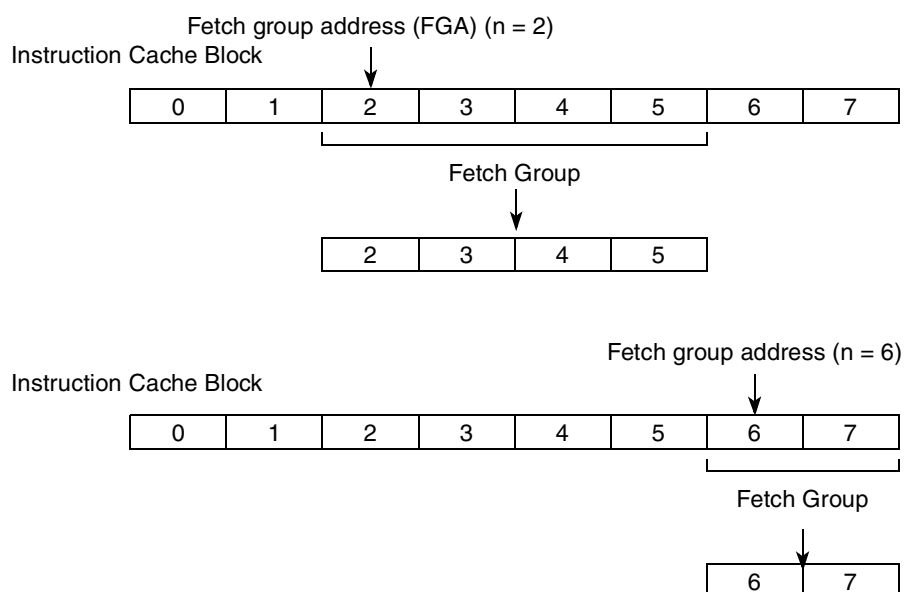 Fetch group address (FGA) (n = 2)
Instruction Cache Block
0 1 2 3 4 5 6 7
Fetch Group
2 3 4 5
Fetch group address (n = 6)
Instruction Cache Block
0 1 2 3 4 5 6 7
Fetch Group
6 7